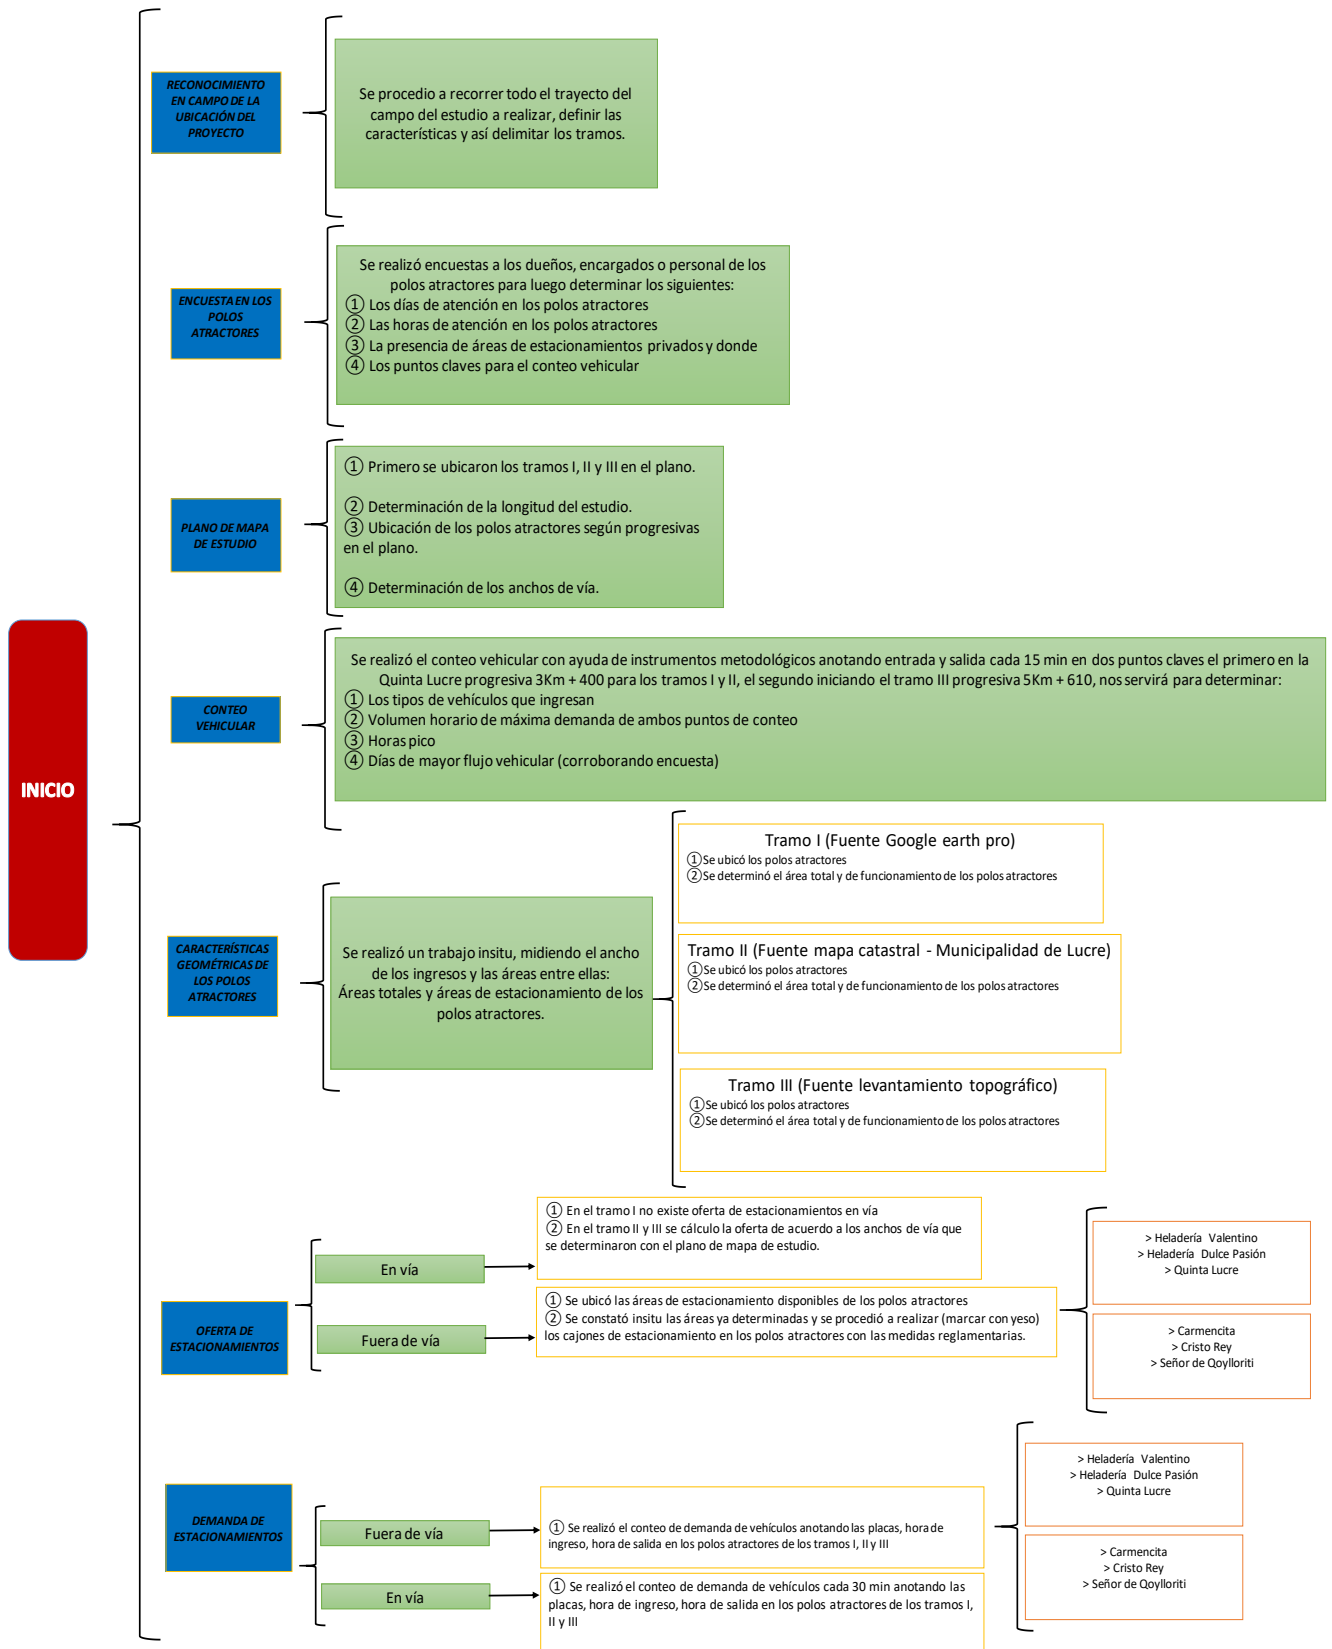 INICIO
RECONOCIMIENTO
EN CAMPO DE LA
UBICACIÓN DEL
PROYECTO
Se procedio a recorrer todo el trayecto del
campo del estudio a realizar, definir las
características y así delimitar los tramos.
ENCUESTA EN LOS
POLOS
ATRACTORES
Se realizó encuestas a los dueños, encargados o personal de los
polos atractores para luego determinar los siguientes:
① Los días de atención en los polos atractores
② Las horas de atención en los polos atractores
③ La presencia de áreas de estacionamientos privados y donde
④ Los puntos claves para el conteo vehicular
PLANO DE MAPA
DE ESTUDIO
① Primero se ubicaron los tramos I, II y III en el plano.
② Determinación de la longitud del estudio.
③ Ubicación de los polos atractores según progresivas
en el plano.
④ Determinación de los anchos de vía.
CONTEO
VEHICULAR
Se realizó el conteo vehicular con ayuda de instrumentos metodológicos anotando entrada y salida cada 15 min en dos puntos claves el primero en la
Quinta Lucre progresiva 3Km + 400 para los tramos I y II, el segundo iniciando el tramo III progresiva 5Km + 610, nos servirá para determinar:
① Los tipos de vehículos que ingresan
② Volumen horario de máxima demanda de ambos puntos de conteo
③ Horas pico
④ Días de mayor flujo vehicular (corroborando encuesta)
CARACTERÍSTICAS
GEOMÉTRICAS DE
LOS POLOS
ATRACTORES
Se realizó un trabajo insitu, midiendo el ancho
de los ingresos y las áreas entre ellas:
Áreas totales y áreas de estacionamiento de los
polos atractores.
Tramo I (Fuente Google earth pro)
① Se ubicó los polos atractores
② Se determinó el área total y de funcionamiento de los polos atractores
Tramo II (Fuente mapa catastral - Municipalidad de Lucre)
① Se ubicó los polos atractores
② Se determinó el área total y de funcionamiento de los polos atractores
Tramo III (Fuente levantamiento topográfico)
① Se ubicó los polos atractores
② Se determinó el área total y de funcionamiento de los polos atractores
OFERTA DE
ESTACIONAMIENTOS
En vía
① En el tramo I no existe oferta de estacionamientos en vía
② En el tramo II y III se cálculo la oferta de acuerdo a los anchos de vía que
se determinaron con el plano de mapa de estudio.
Fuera de vía
① Se ubicó las áreas de estacionamiento disponibles de los polos atractores
② Se constató insitu las áreas ya determinadas y se procedió a realizar (marcar con yeso)
los cajones de estacionamiento en los polos atractores con las medidas reglamentarias.
> Heladería Valentino
> Heladería Dulce Pasión
> Quinta Lucre
> Carmencita
> Cristo Rey
> Señor de Qoylloriti
DEMANDA DE
ESTACIONAMIENTOS
Fuera de vía
① Se realizó el conteo de demanda de vehículos anotando las placas, hora de
ingreso, hora de salida en los polos atractores de los tramos I, II y III
> Heladería Valentino
> Heladería Dulce Pasión
> Quinta Lucre
> Carmencita
> Cristo Rey
> Señor de Qoylloriti
En vía
① Se realizó el conteo de demanda de vehículos cada 30 min anotando las
placas, hora de ingreso, hora de salida en los polos atractores de los tramos I,
II y III